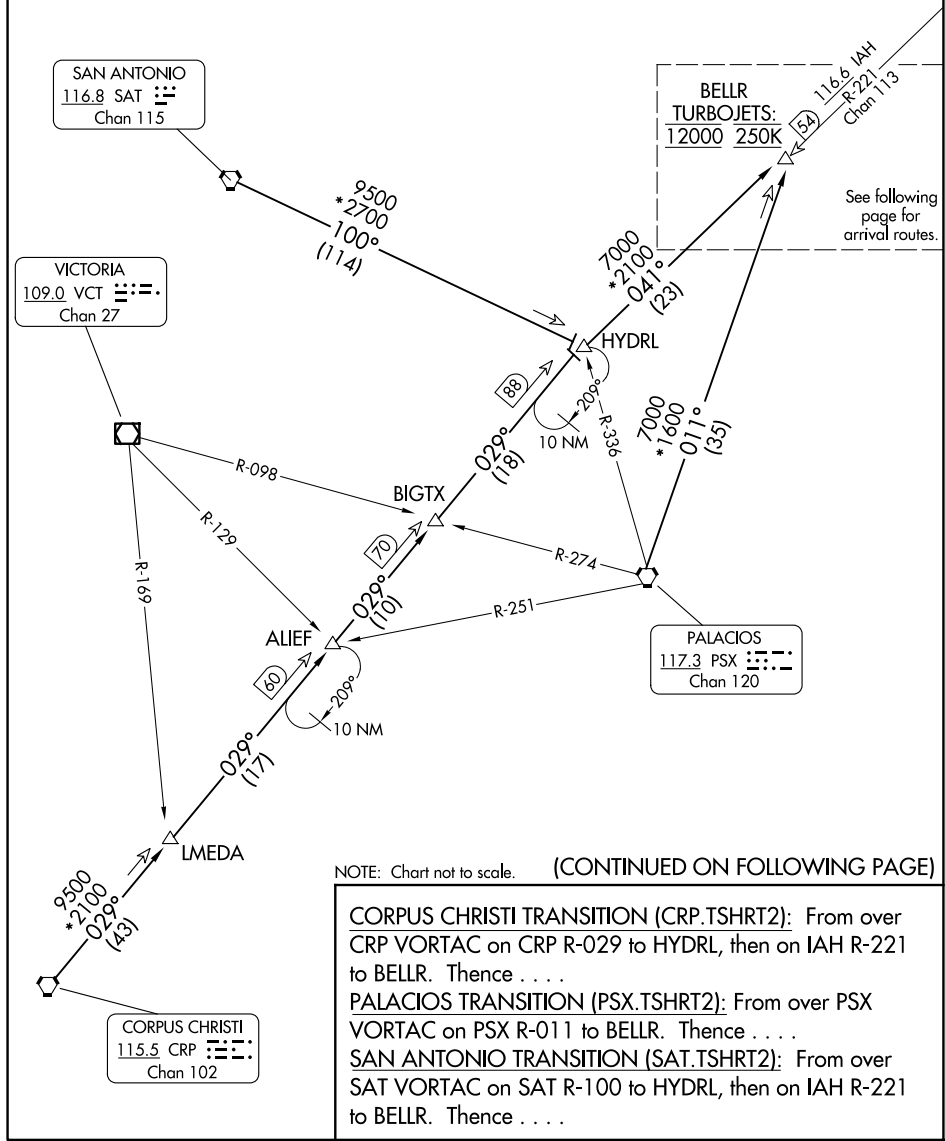 SAN ANTONIO
116.8 SAT
Chan 115
BELLR
TURBOJETS:
12000 250K
54
116.6 IAH
R-221
Chan 113
See following
page for
arrival routes.
9500
*2700
100°
(114)
VICTORIA
109.0 VCT
Chan 27
7000
*2100
041°
(23)
HYDRL
88
209°
10 NM
R-336
7000
*1600
011°
(35)
029°
(18)
R-098
BIGTX
R-129
70
R-274
R-169
029°
(10)
R-251
ALIEF
60
209°
10 NM
PALACIOS
117.3 PSX
Chan 120
029°
(17)
LMEDA
9500
*2100
029°
(43)
CORPUS CHRISTI
115.5 CRP
Chan 102
NOTE: Chart not to scale.
(CONTINUED ON FOLLOWING PAGE)
CORPUS CHRISTI TRANSITION (CRP.TSHRT2): From over
CRP VORTAC on CRP R-029 to HYDRL, then on IAH R-221
to BELLR. Thence . . . .
PALACIOS TRANSITION (PSX.TSHRT2): From over PSX
VORTAC on PSX R-011 to BELLR. Thence . . . .
SAN ANTONIO TRANSITION (SAT.TSHRT2): From over
SAT VORTAC on SAT R-100 to HYDRL, then on IAH R-221
to BELLR. Thence . . . .